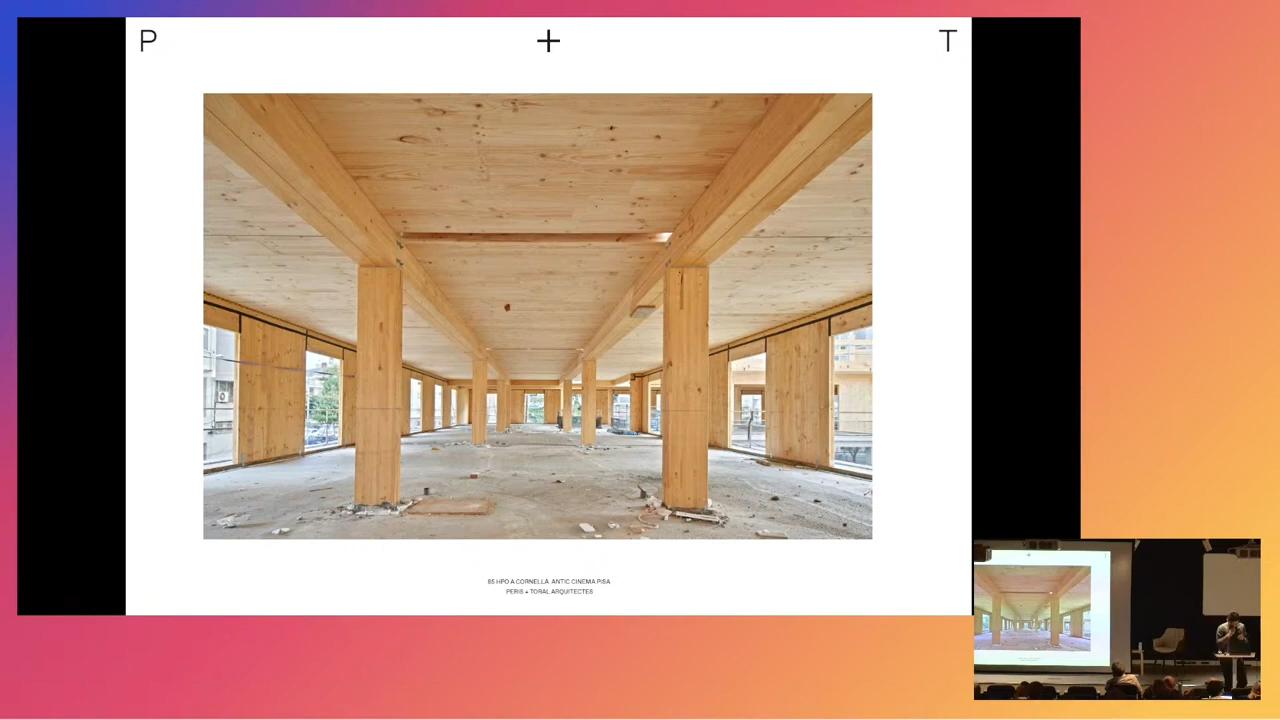 P + T
85 HPO A CORNELLÀ ANTIC CINEMA PISA
PERIS + TORAL ARQUITECTES